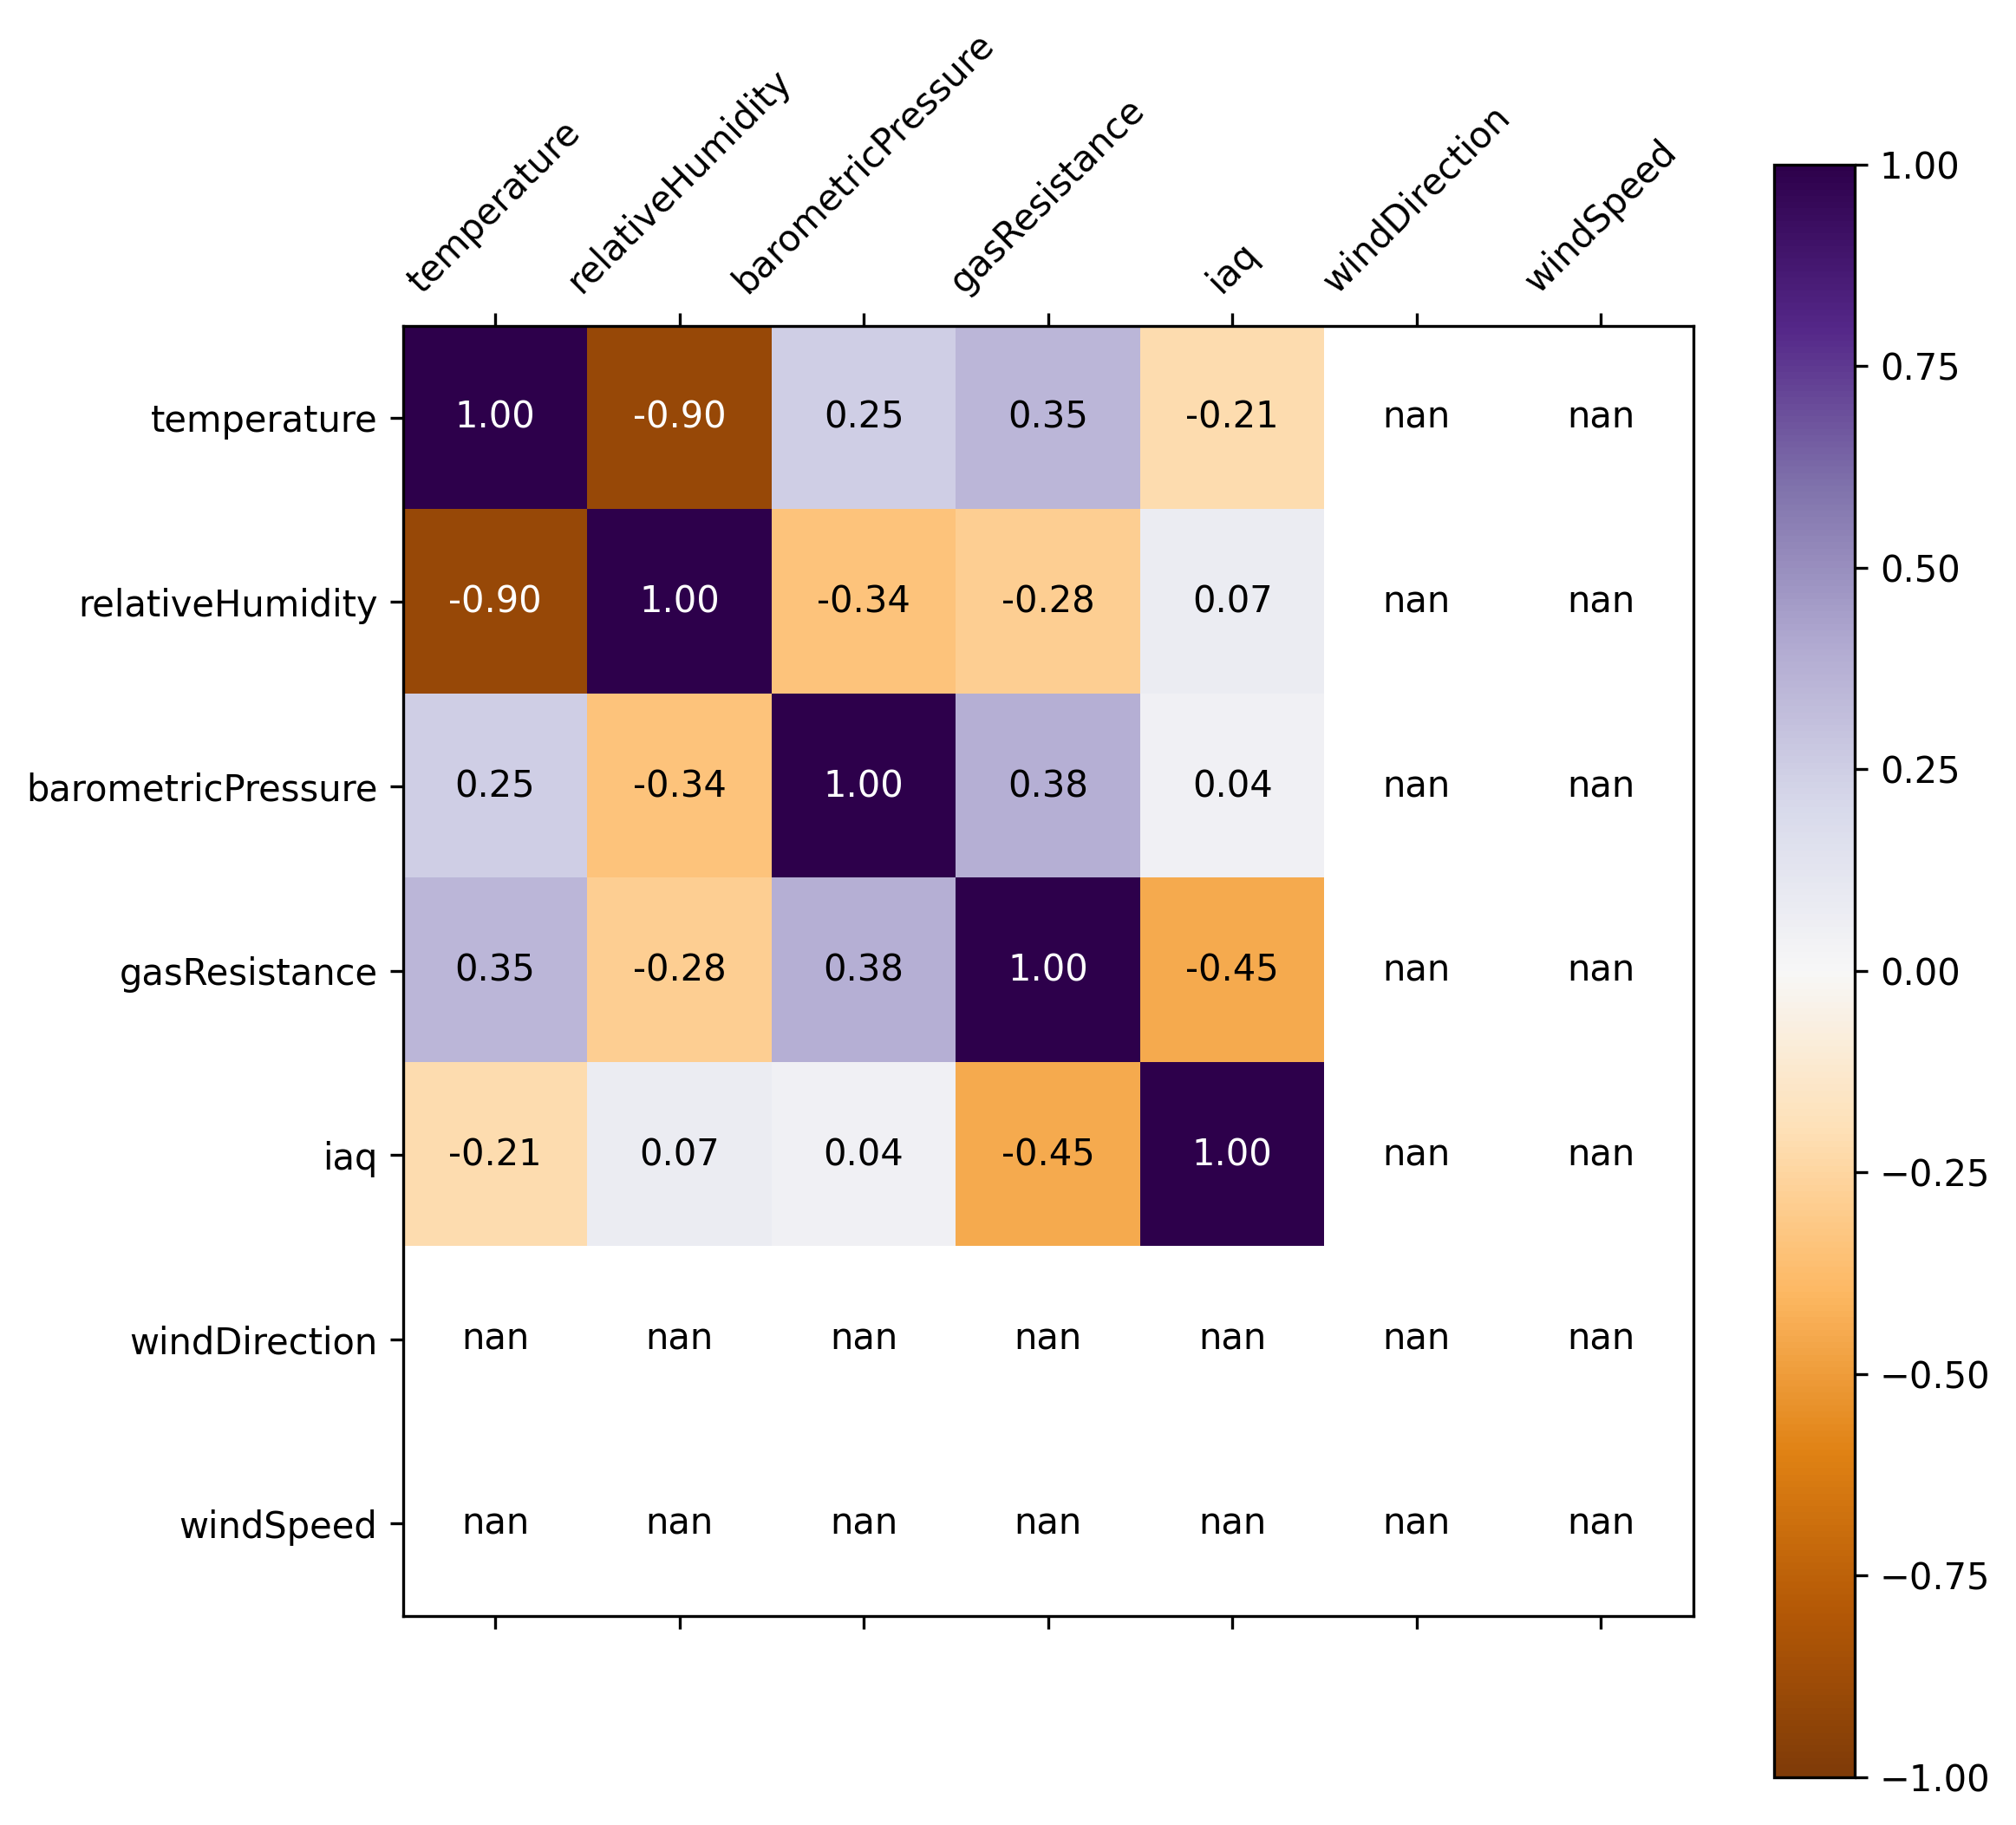 temperature
relativeHumidity
barometricPressure
gasResistance
iaq
windDirection
windSpeed
temperature 1.00 -0.90 0.25 0.35 -0.21 nan nan
relativeHumidity -0.90 1.00 -0.34 -0.28 0.07 nan nan
barometricPressure 0.25 -0.34 1.00 0.38 0.04 nan nan
gasResistance 0.35 -0.28 0.38 1.00 -0.45 nan nan
iaq -0.21 0.07 0.04 -0.45 1.00 nan nan
windDirection nan nan nan nan nan nan nan
windSpeed nan nan nan nan nan nan nan
1.00
0.75
0.50
0.25
0.00
−0.25
−0.50
−0.75
−1.00